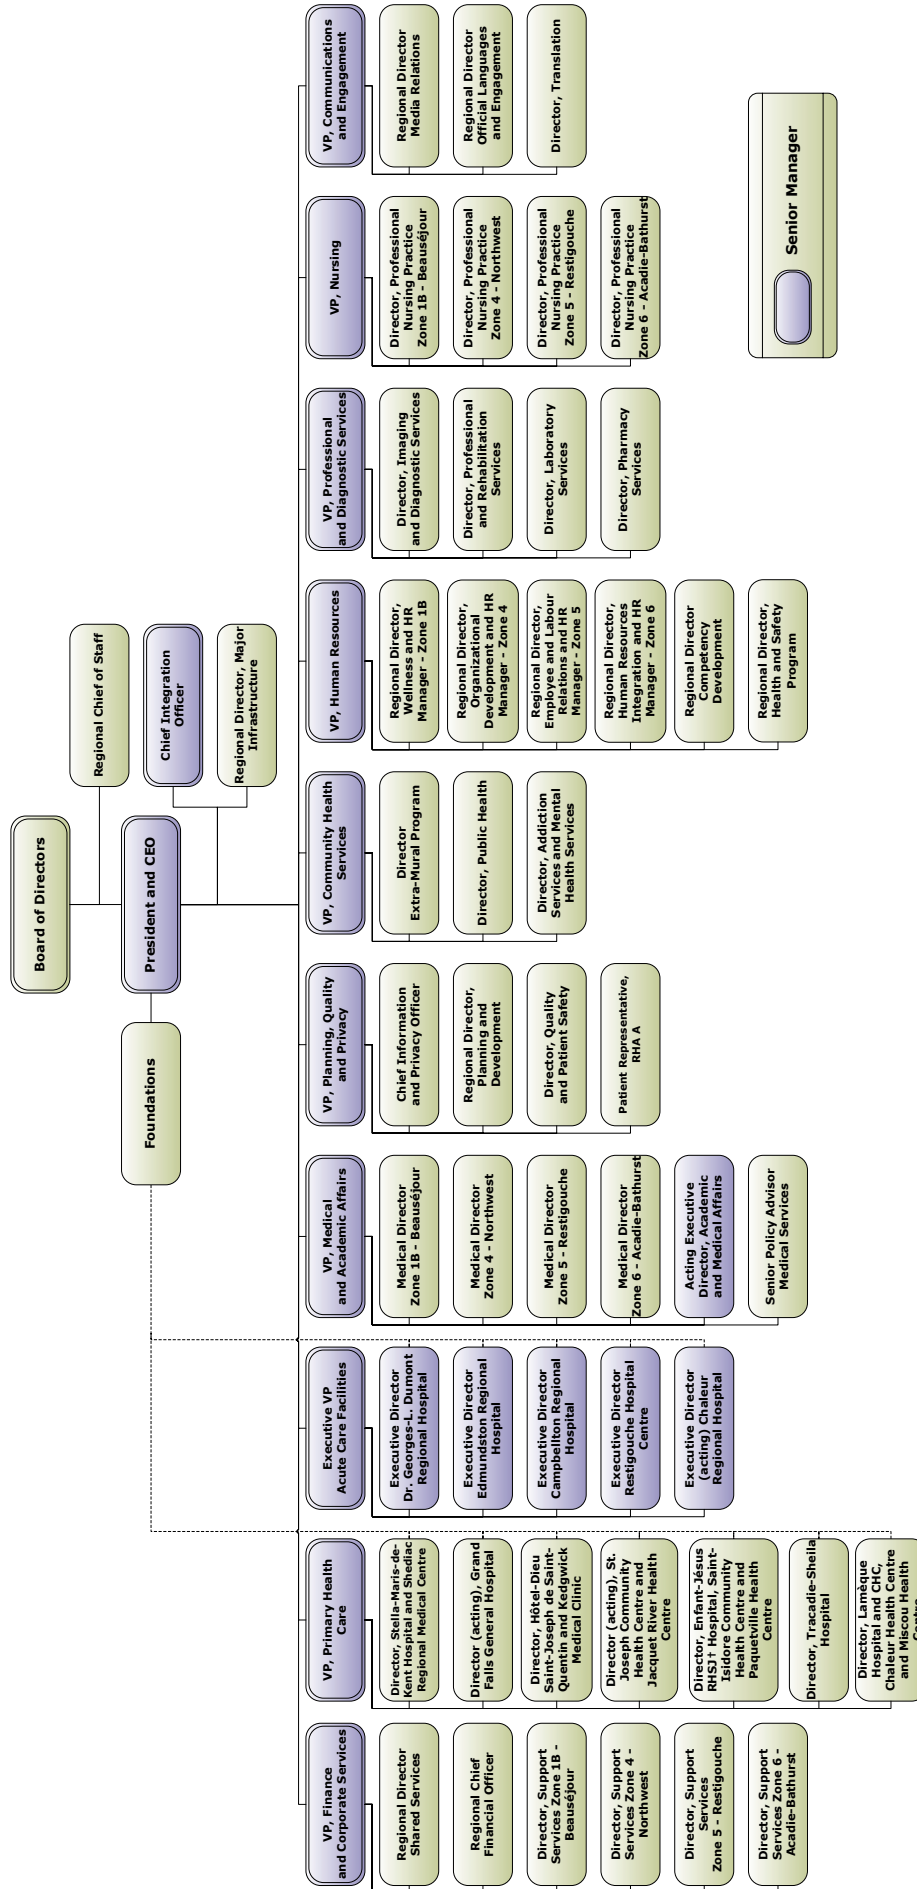 Board of Directors
Regional Chief of Staff
President and CEO
Chief Integration
Officer
Regional Director, Major
Infrastructure
Foundations
VP, Finance
and Corporate Services
Regional Director
Shared Services
Regional Chief
Financial Officer
Director, Support
Services Zone 1B -
Beauséjour
Director, Support
Services Zone 4 -
Northwest
Director, Support
Services
Zone 5 - Restigouche
Director, Support
Services Zone 6 -
Acadie-Bathurst
VP, Primary Health
Care
Director, Stella-Maris-de-
Kent Hospital and Shediac
Regional Medical Centre
Director (acting), Grand
Falls General Hospital
Director, Hôtel-Dieu
Saint-Joseph de Saint-
Quentin and Kedgwick
Medical Clinic
Director (acting), St.
Joseph Community
Health Centre and
Jacquet River Health
Centre
Director, Enfant-Jésus
RHSJ† Hospital, Saint-
Isidore Community
Health Centre and
Paquetville Health
Centre
Director, Tracadie-Sheila
Hospital
Director, Lamèque
Hospital and CHC,
Chaleur Health Centre
and Miscou Health
Centre
Executive VP
Acute Care Facilities
Executive Director
Dr. Georges-L. Dumont
Regional Hospital
Executive Director
Edmundston Regional
Hospital
Executive Director
Campbellton Regional
Hospital
Executive Director
Restigouche Hospital
Centre
Executive Director
(acting) Chaleur
Regional Hospital
VP, Medical
and Academic Affairs
Medical Director
Zone 1B - Beauséjour
Medical Director
Zone 4 - Northwest
Medical Director
Zone 5 - Restigouche
Medical Director
Zone 6 - Acadie-Bathurst
Acting Executive
Director, Academic
and Medical Affairs
Senior Policy Advisor
Medical Services
VP, Planning, Quality
and Privacy
Chief Information
and Privacy Officer
Regional Director,
Planning and
Development
Director, Quality
and Patient Safety
Patient Representative,
RHA A
VP, Community Health
Services
Director
Extra-Mural Program
Director, Public Health
Director, Addiction
Services and Mental
Health Services
VP, Human Resources
Regional Director,
Wellness and HR
Manager - Zone 1B
Regional Director,
Organizational
Development and HR
Manager - Zone 4
Regional Director,
Employee and Labour
Relations and HR
Manager - Zone 5
Regional Director,
Human Resources
Integration and HR
Manager - Zone 6
Regional Director
Competency
Development
Regional Director,
Health and Safety
Program
VP, Professional
and Diagnostic Services
Director, Imaging
and Diagnostic Services
Director, Professional
and Rehabilitation
Services
Director, Laboratory
Services
Director, Pharmacy
Services
VP, Nursing
Director, Professional
Nursing Practice
Zone 1B - Beauséjour
Director, Professional
Nursing Practice
Zone 4 - Northwest
Director, Professional
Nursing Practice
Zone 5 - Restigouche
Director, Professional
Nursing Practice
Zone 6 - Acadie-Bathurst
VP, Communications
and Engagement
Regional Director
Media Relations
Regional Director
Official Languages
and Engagement
Director, Translation
Senior Manager